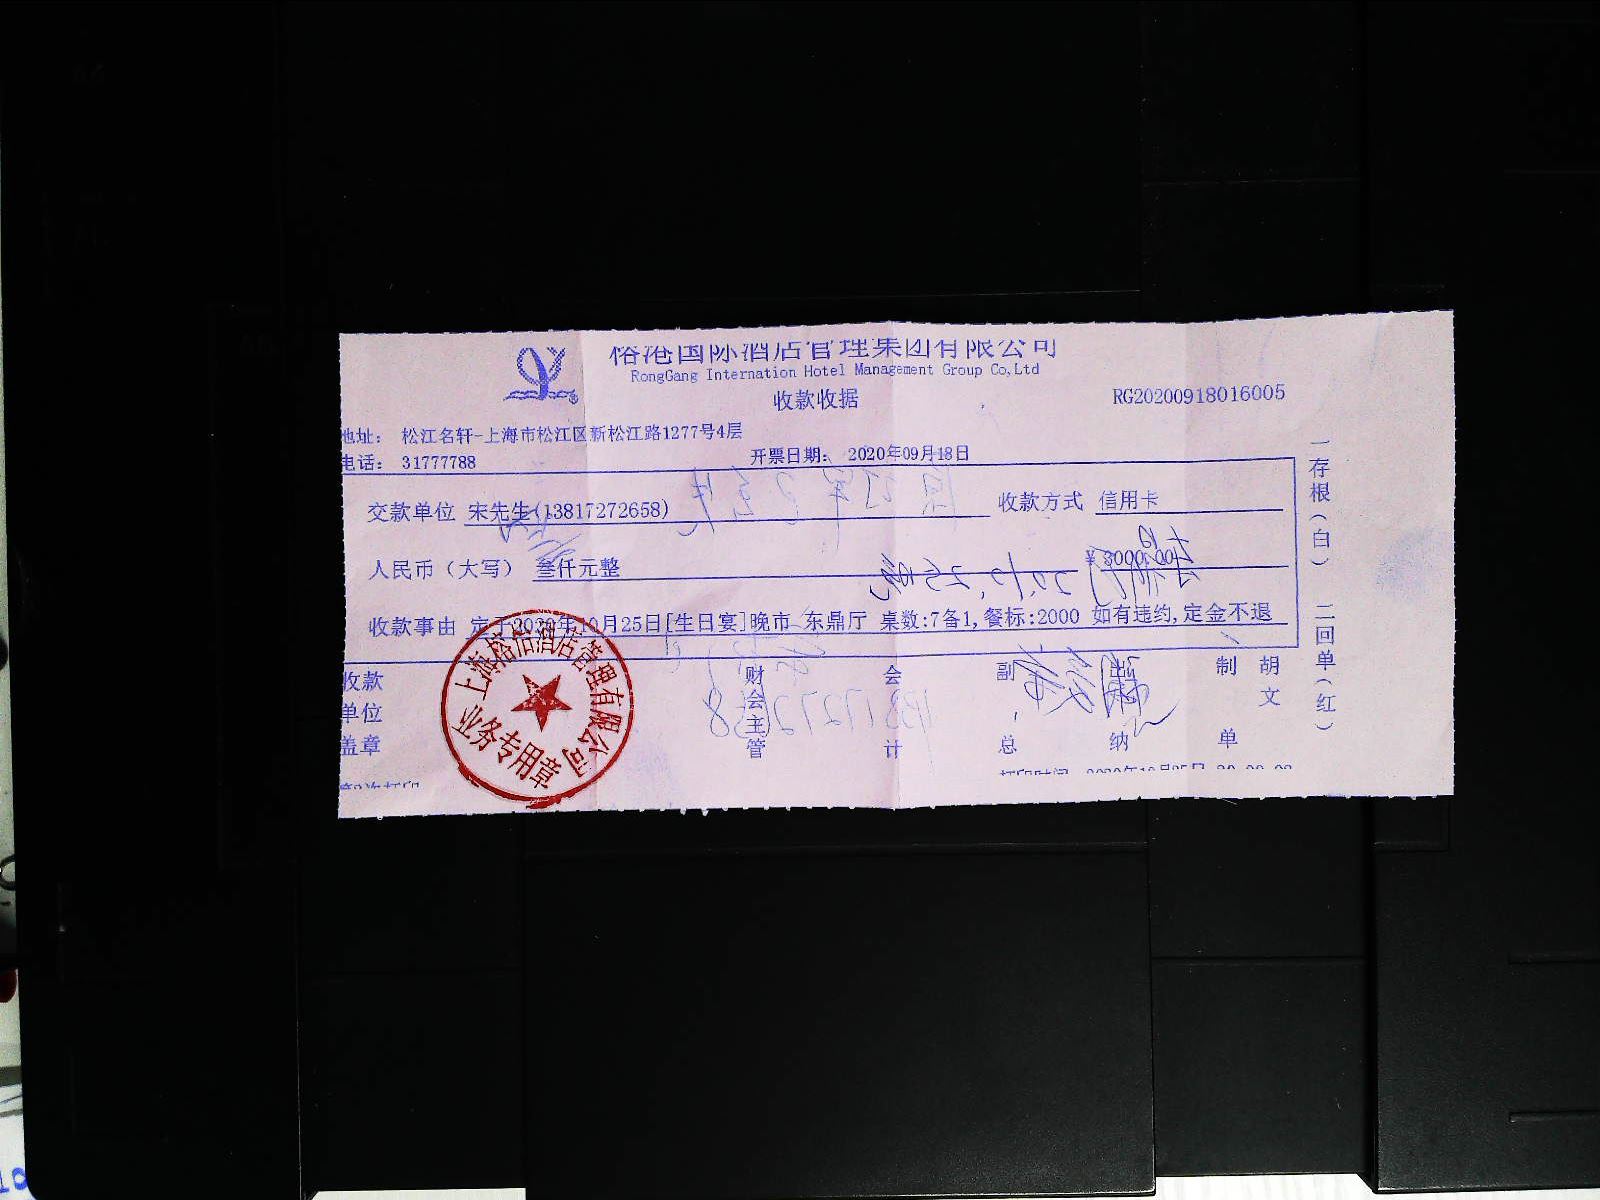 榕港国际酒店管理集团有限公司
RongGang Internation Hotel Management Group Co,Ltd
收款收据
RG20200918016005
地址： 松江名轩-上海市松江区新松江路1277号4层
电话： 31777788
开票日期： 2020年09月18日
交款单位 宋先生(13817272658)
收款方式 信用卡
人民币（大写） 叁仟元整
¥ 3000.00
收款事由 定于2020年10月25日[生日宴]晚市 东鼎厅 桌数:7备1,餐标:2000 如有违约,定金不退
收款单位盖章
财会主管
会计
副总
出纳
制单
胡文
一存根（白） 二回单（红）
上海榕倍酒店管理有限公司
业务专用章